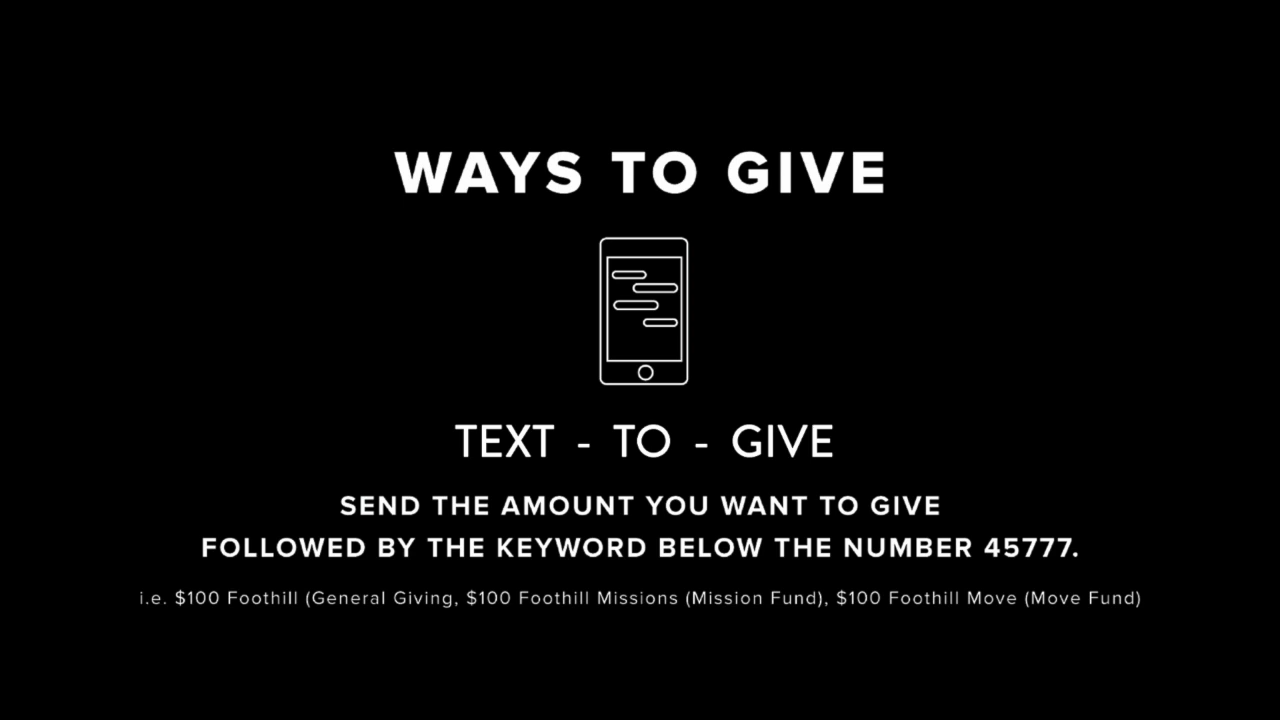 WAYS TO GIVE
TEXT - TO - GIVE
SEND THE AMOUNT YOU WANT TO GIVE
FOLLOWED BY THE KEYWORD BELOW THE NUMBER 45777.
i.e. $100 Foothill (General Giving, $100 Foothill Missions (Mission Fund), $100 Foothill Move (Move Fund)